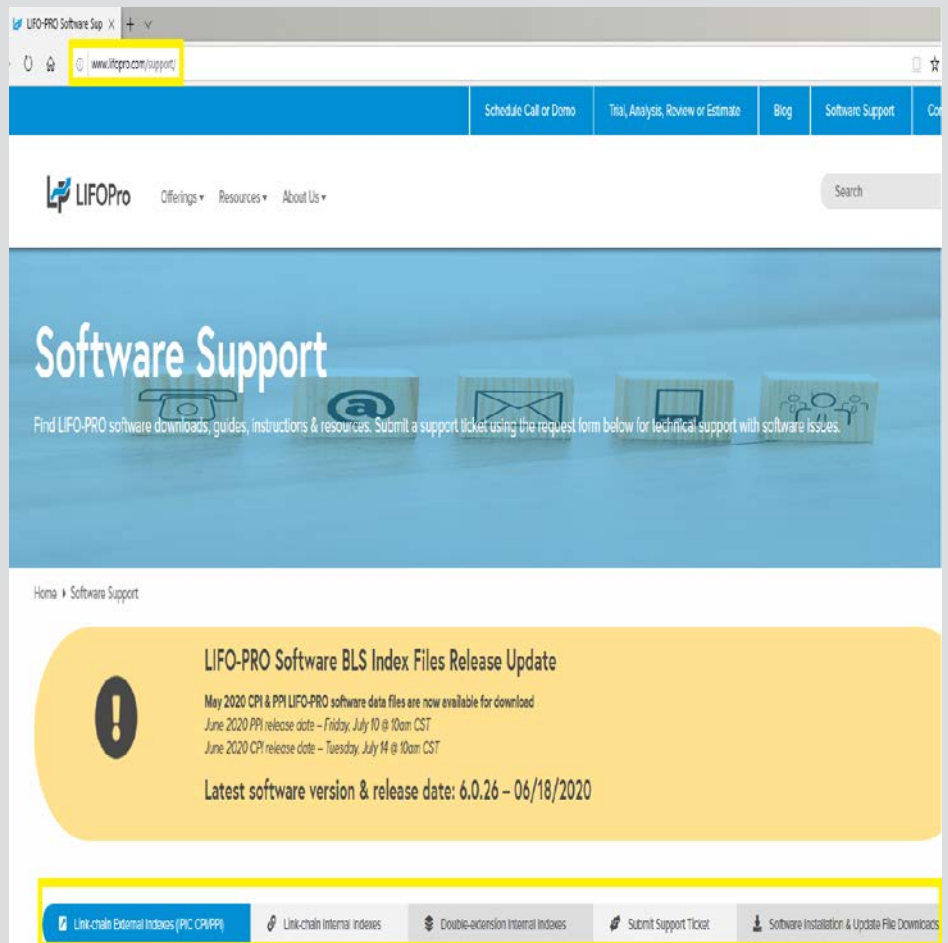 LIFO-PRO Software Sup
www.lifopro.com/support/
Schedule Call or Demo
Trial, Analysis, Review or Estimate
Blog
Software Support
LIFOPro
Offerings
Resources
About Us
Search
Software Support
Find LIFO-PRO software downloads, guides, instructions & resources. Submit a support ticket using the request form below for technical support with software issues.
Home Software Support
LIFO-PRO Software BLS Index Files Release Update
May 2020 CPI & PPI LIFO-PRO software data files are now available for download
June 2020 PPI release date – Friday, July 10 @ 10am CST
June 2020 CPI release date – Tuesday, July 14 @ 10am CST
Latest software version & release date: 6.0.26 – 06/18/2020
Link-chain External Indexes (IPIC CPI/PPI)
Link-chain Internal Indexes
Double-extension Internal Indexes
Submit Support Ticket
Software Installation & Update File Downloads